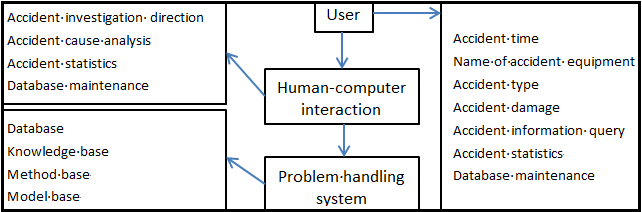 Accident investigation direction
Accident cause analysis
Accident statistics
Database maintenance
Database
Knowledge base
Method base
Model base
User
Human-computer
interaction
Problem handling
system
Accident time
Name of accident equipment
Accident type
Accident damage
Accident information query
Accident statistics
Database maintenance